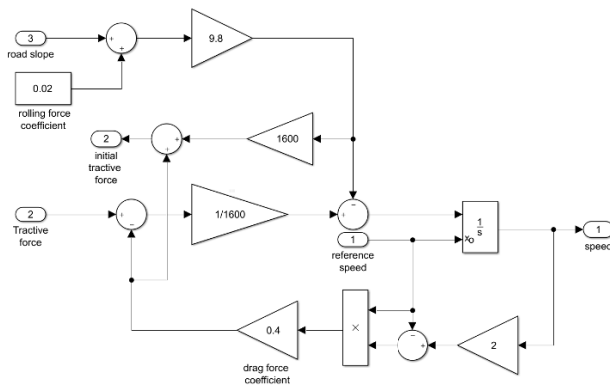 3
road slope
+
+
9.8
0.02
rolling force
coefficient
2
initial
tractive
force
+
+
1600
2
Tractive
force
+
−
1/1600
−
+
1
reference
speed
1
s
xo
1
speed
×
0.4
drag force
coefficient
−
+
2